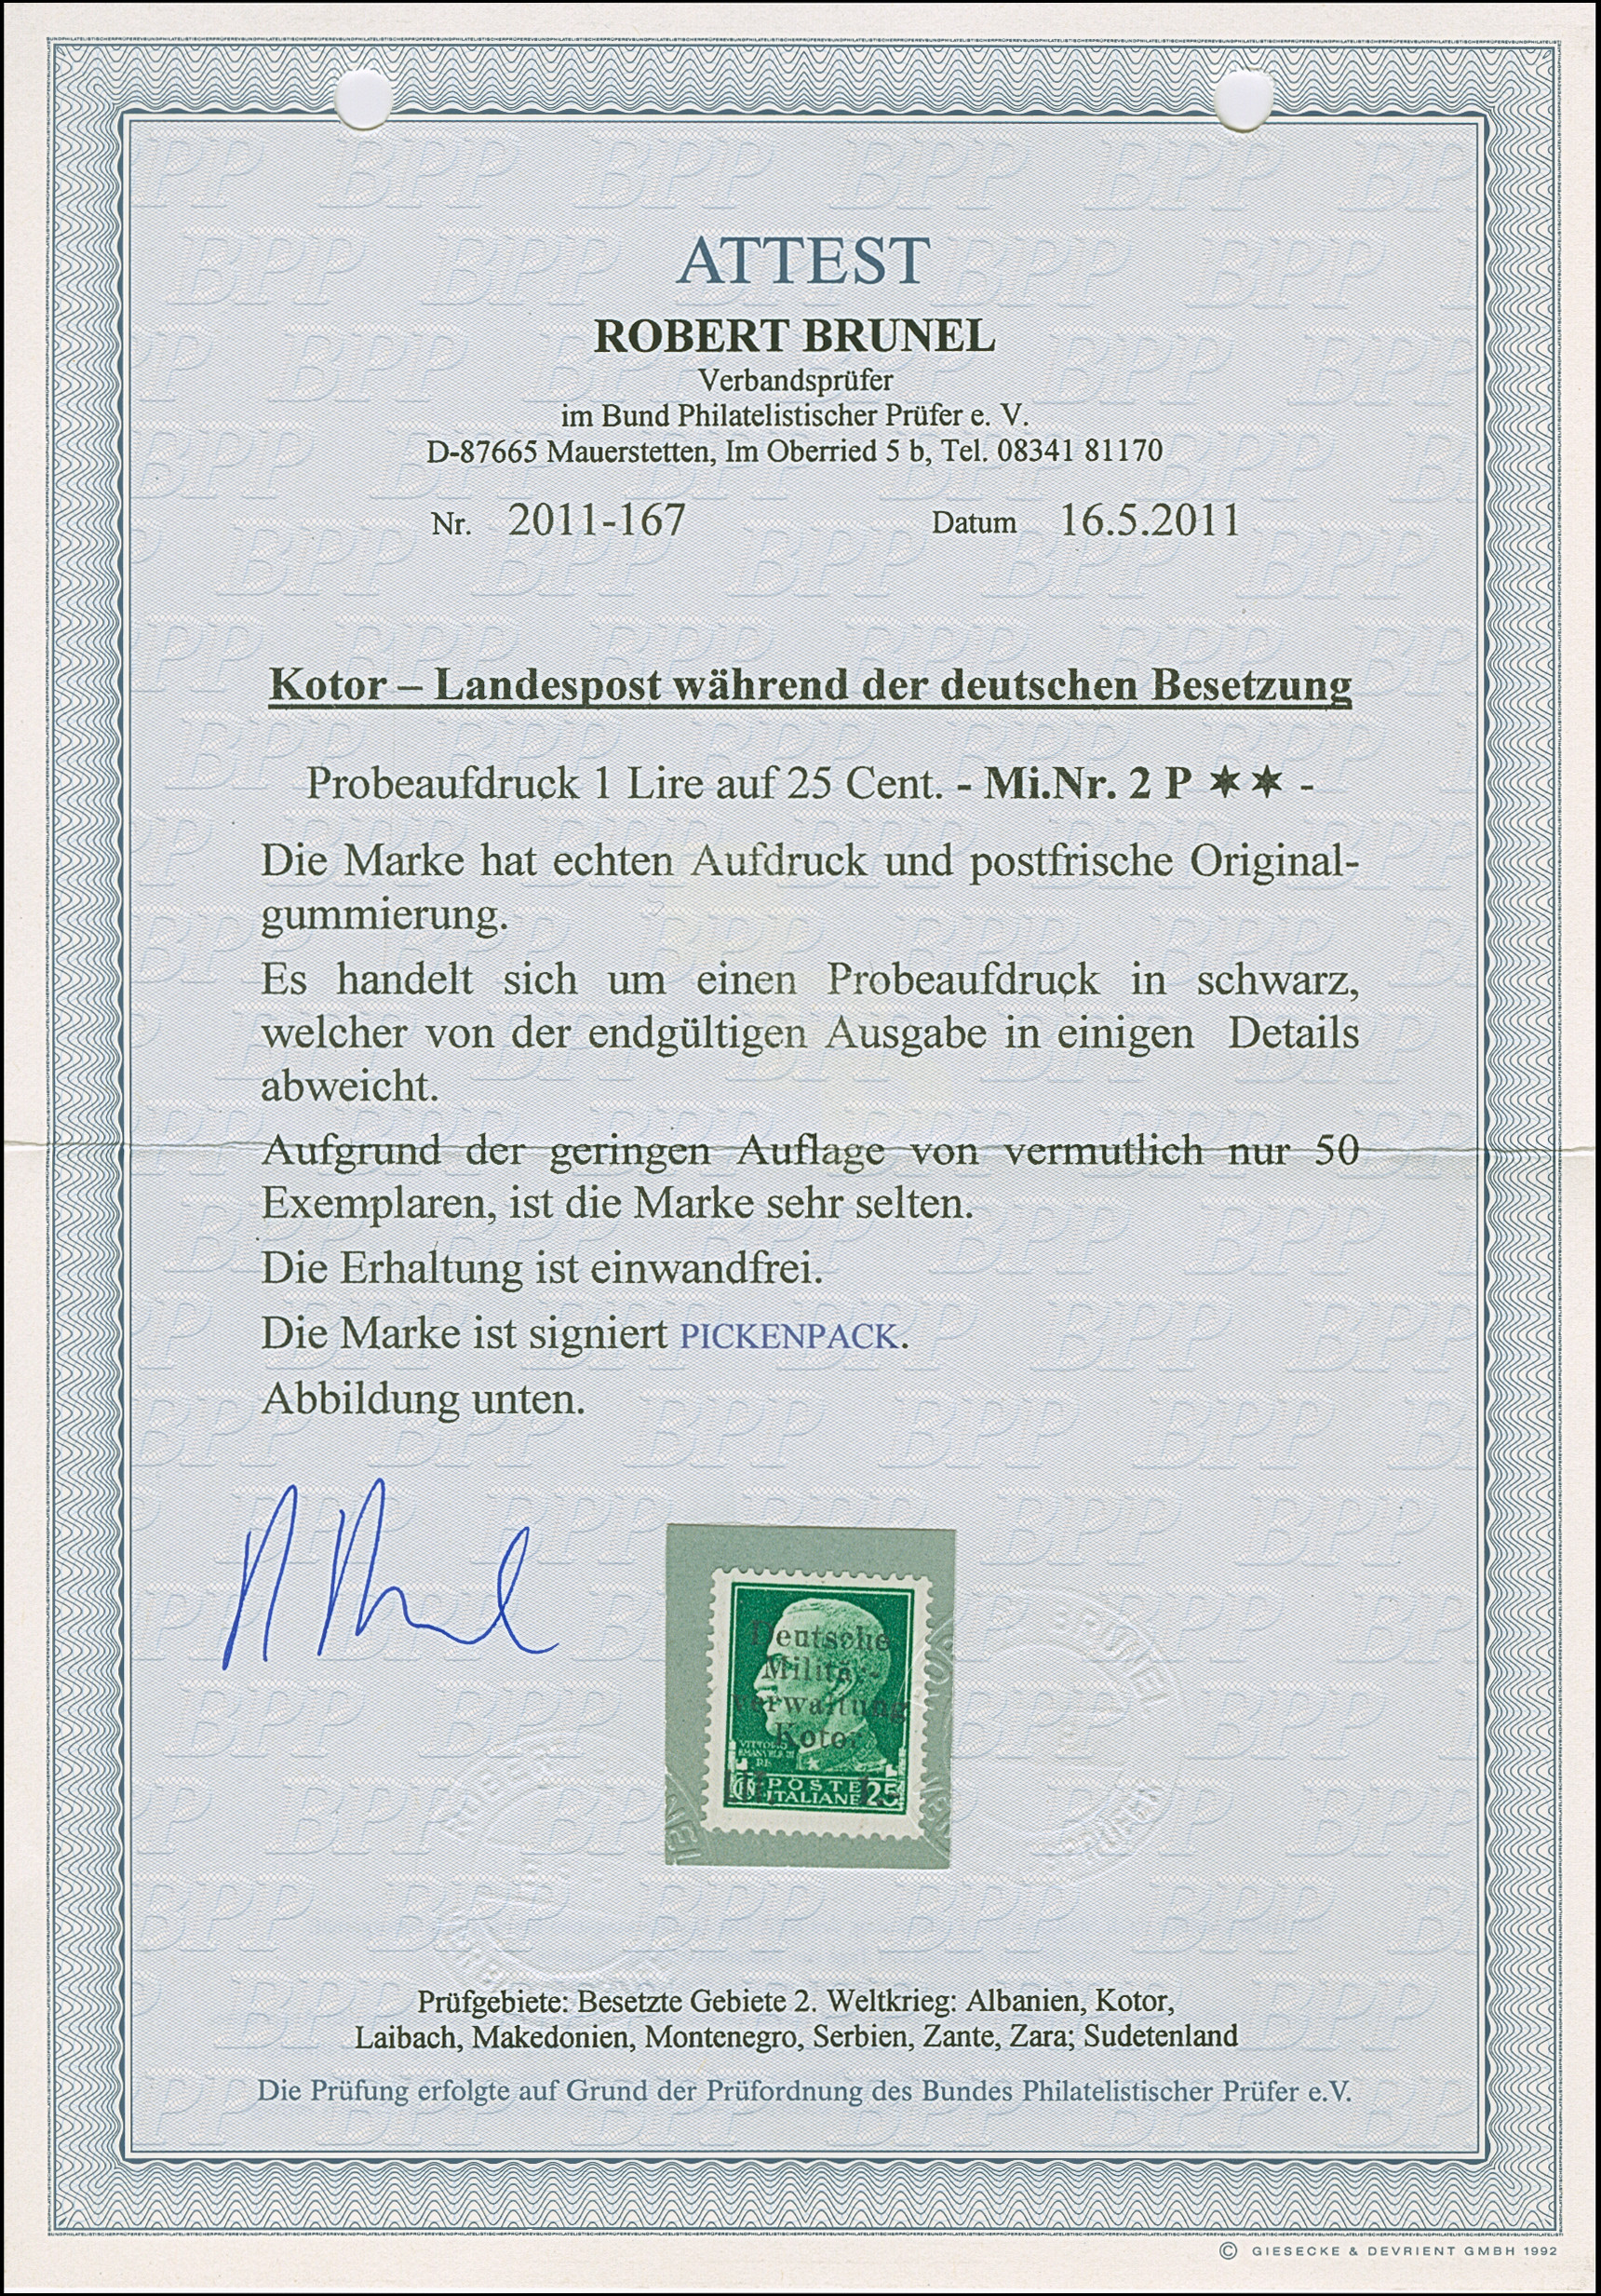 ATTEST
ROBERT BRUNEL
Verbandsprüfer
im Bund Philatelistischer Prüfer e. V.
D-87665 Mauerstetten, Im Oberried 5 b, Tel. 08341 81170
Nr. 2011-167 Datum 16.5.2011
Kotor – Landespost während der deutschen Besetzung
Probeaufdruck 1 Lire auf 25 Cent. - Mi.Nr. 2 P ✶✶ -
Die Marke hat echten Aufdruck und postfrische Original-
gummierung.
Es handelt sich um einen Probeaufdruck in schwarz,
welcher von der endgültigen Ausgabe in einigen Details
abweicht.
Aufgrund der geringen Auflage von vermutlich nur 50
Exemplaren, ist die Marke sehr selten.
Die Erhaltung ist einwandfrei.
Die Marke ist signiert PICKENPACK.
Abbildung unten.
Deutsche
Militär-
verwaltung
Kotor
VITTORIO
EMANVELE III
RE
POSTE
ITALIANE 25
Prüfgebiete: Besetzte Gebiete 2. Weltkrieg: Albanien, Kotor,
Laibach, Makedonien, Montenegro, Serbien, Zante, Zara; Sudetenland
Die Prüfung erfolgte auf Grund der Prüfordnung des Bundes Philatelistischer Prüfer e.V.
© GIESECKE & DEVRIENT GMBH 1992